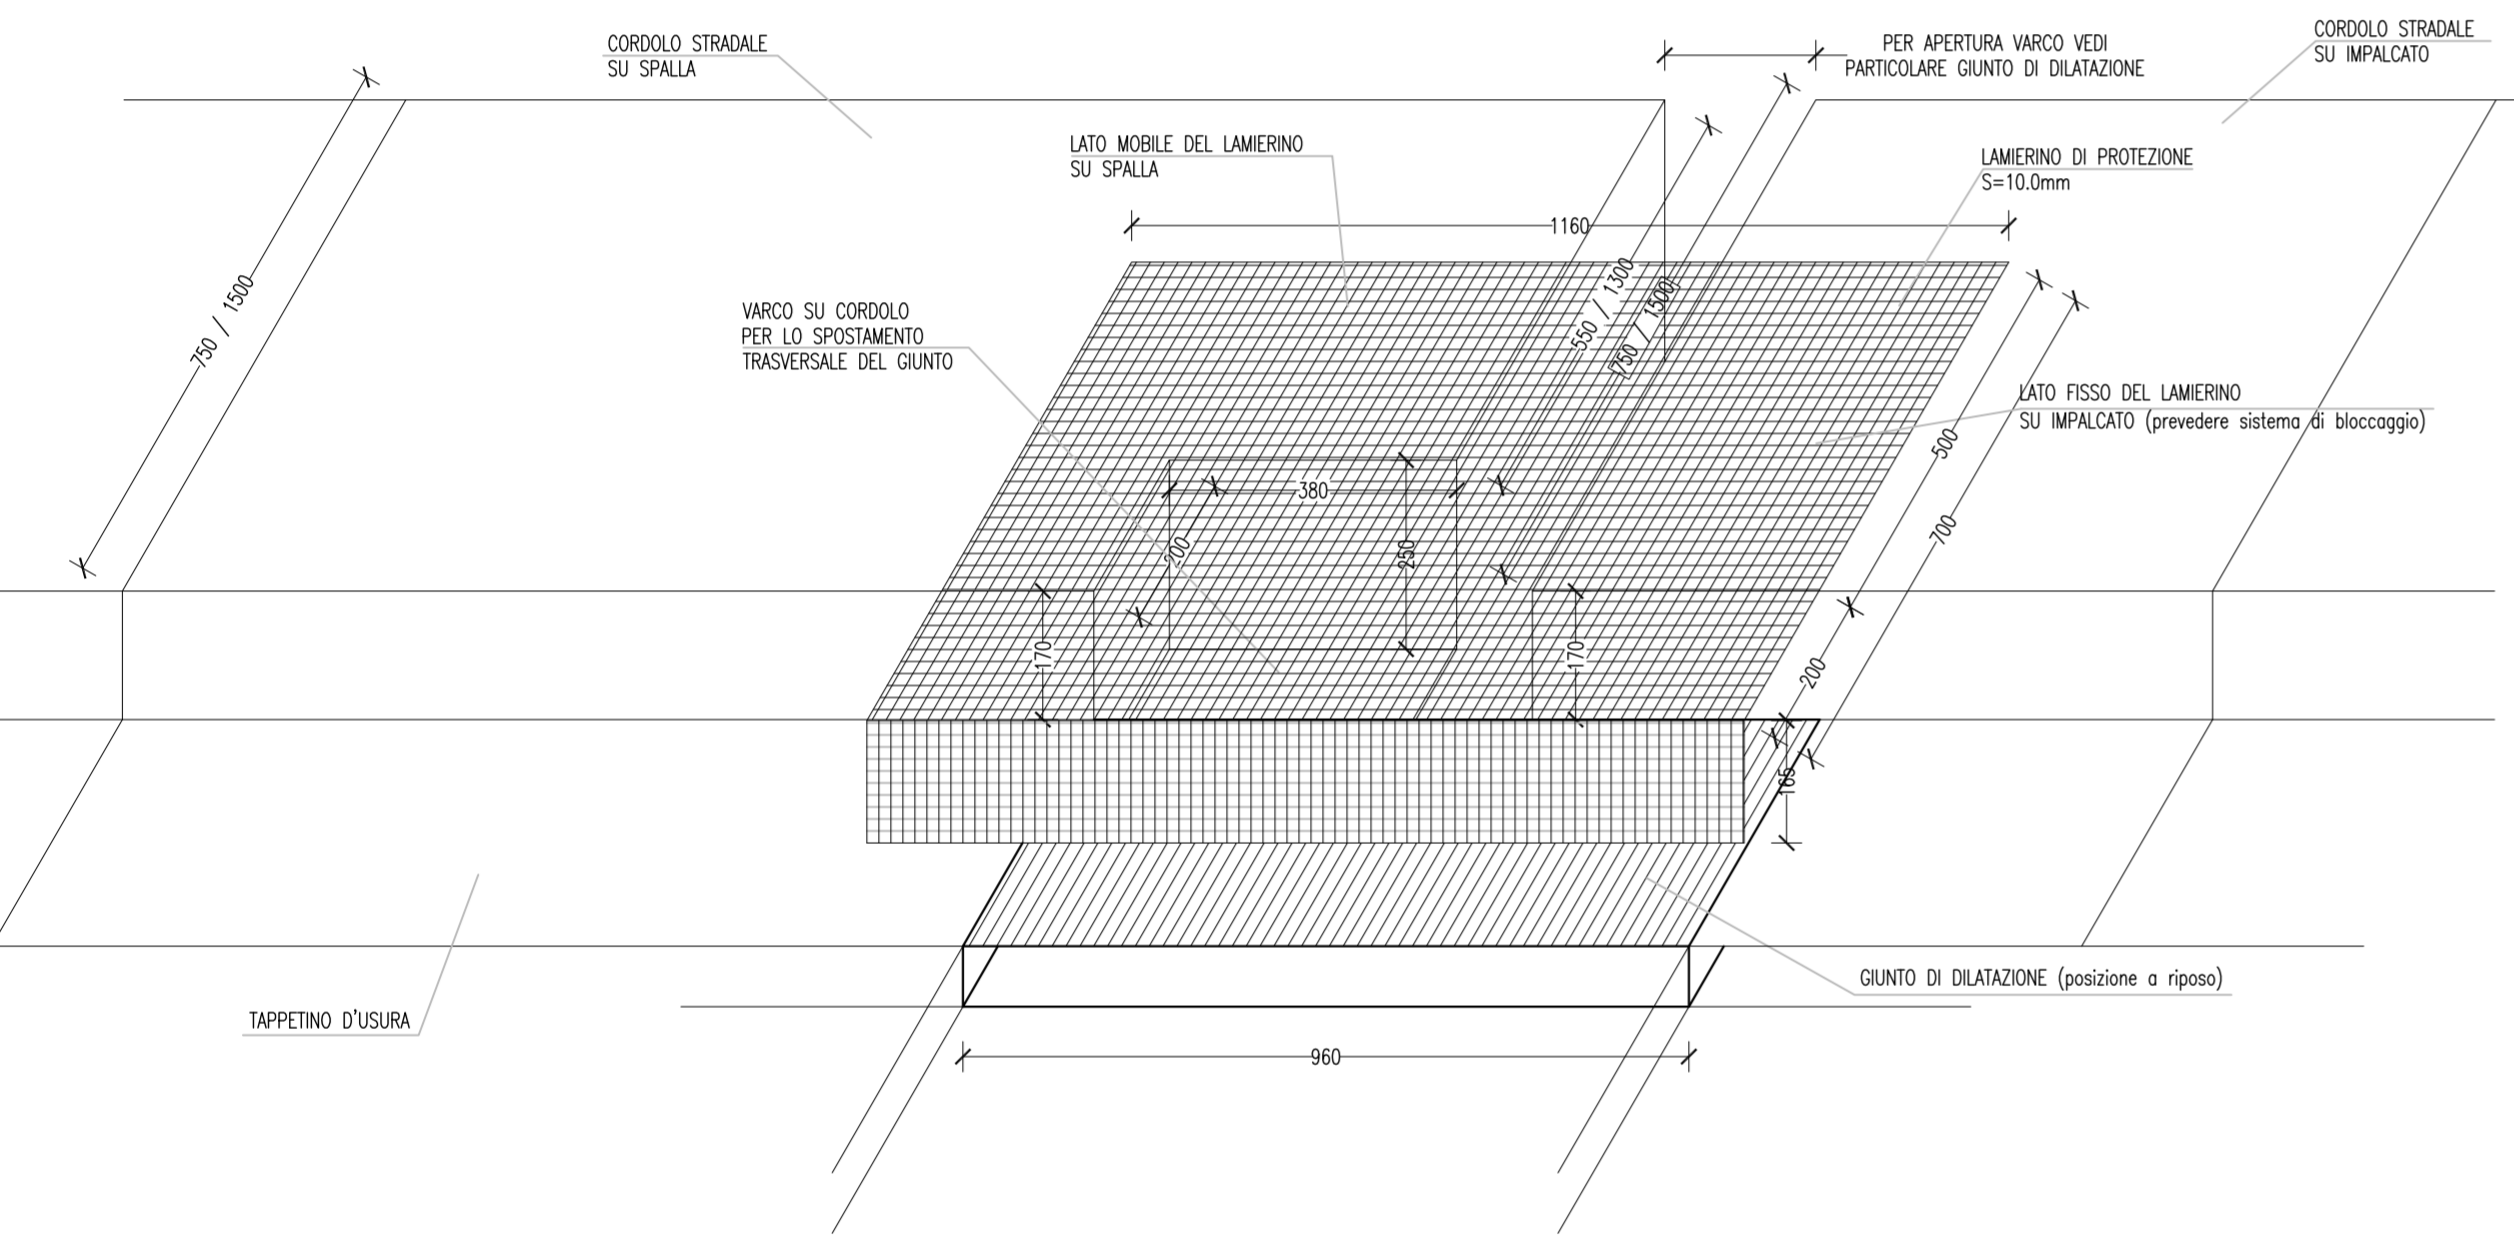 CORDOLO STRADALE
SU SPALLA
PER APERTURA VARCO VEDI
PARTICOLARE GIUNTO DI DILATAZIONE
CORDOLO STRADALE
SU IMPALCATO
LATO MOBILE DEL LAMIERINO
SU SPALLA
LAMIERINO DI PROTEZIONE
S=10.0mm
1160
750 / 1500
550 / 1300
750 / 1500
VARCO SU CORDOLO
PER LO SPOSTAMENTO
TRASVERSALE DEL GIUNTO
LATO FISSO DEL LAMIERINO
SU IMPALCATO (prevedere sistema di bloccaggio)
500
700
380
200
250
170
170
200
165
GIUNTO DI DILATAZIONE (posizione a riposo)
TAPPETINO D'USURA
960